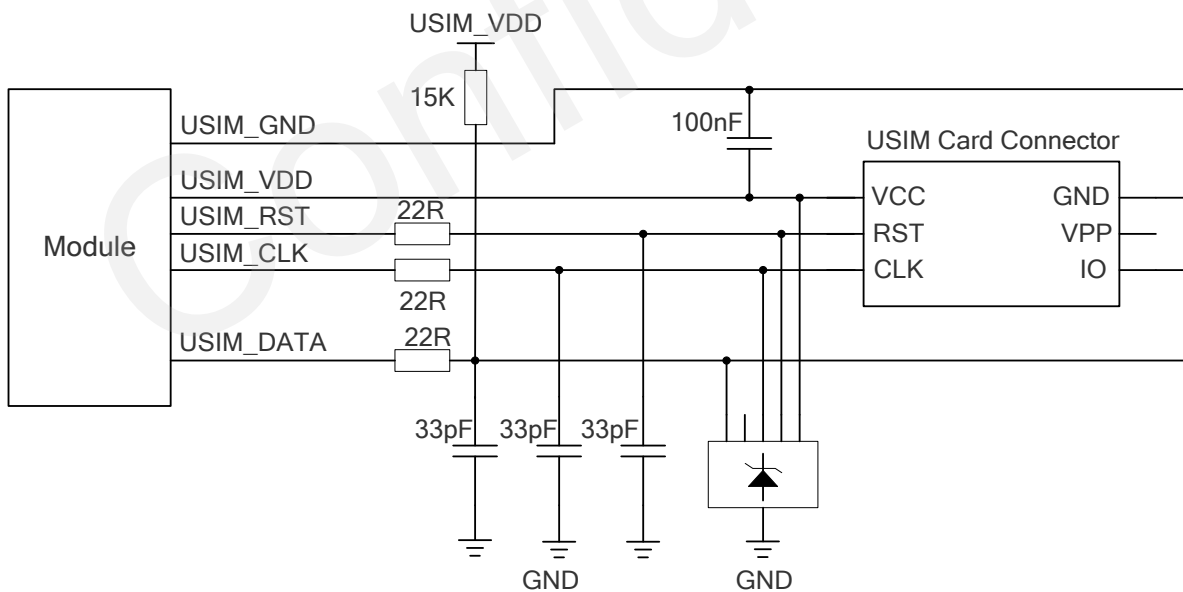 USIM_VDD
15K
100nF
USIM_GND
USIM Card Connector
USIM_VDD
VCC
GND
USIM_RST
22R
RST
VPP
Module
USIM_CLK
CLK
IO
22R
USIM_DATA
22R
33pF
33pF
33pF
GND
GND
Confid